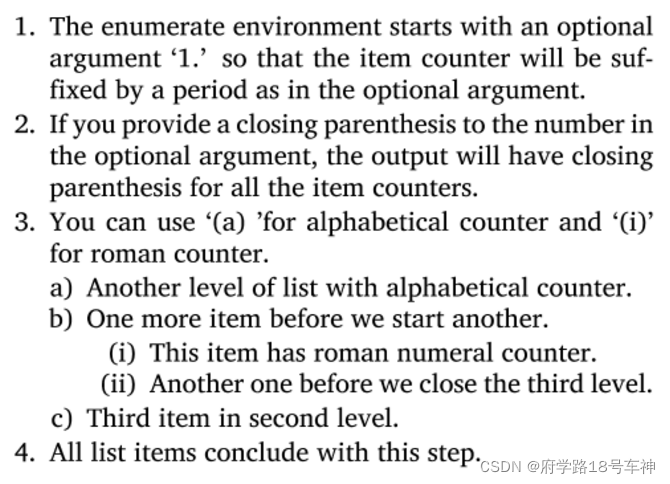 1. The enumerate environment starts with an optional
argument ‘1.’ so that the item counter will be suf-
fixed by a period as in the optional argument.
2. If you provide a closing parenthesis to the number in
the optional argument, the output will have closing
parenthesis for all the item counters.
3. You can use ‘(a) ’for alphabetical counter and ‘(i)’
for roman counter.
a) Another level of list with alphabetical counter.
b) One more item before we start another.
(i) This item has roman numeral counter.
(ii) Another one before we close the third level.
c) Third item in second level.
4. All list items conclude with this step.
CSDN @府学路18号车神